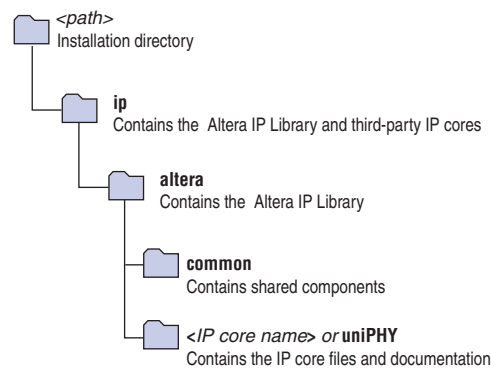 <path>
Installation directory
ip
Contains the Altera IP Library and third-party IP cores
altera
Contains the Altera IP Library
common
Contains shared components
<IP core name> or uniPHY
Contains the IP core files and documentation